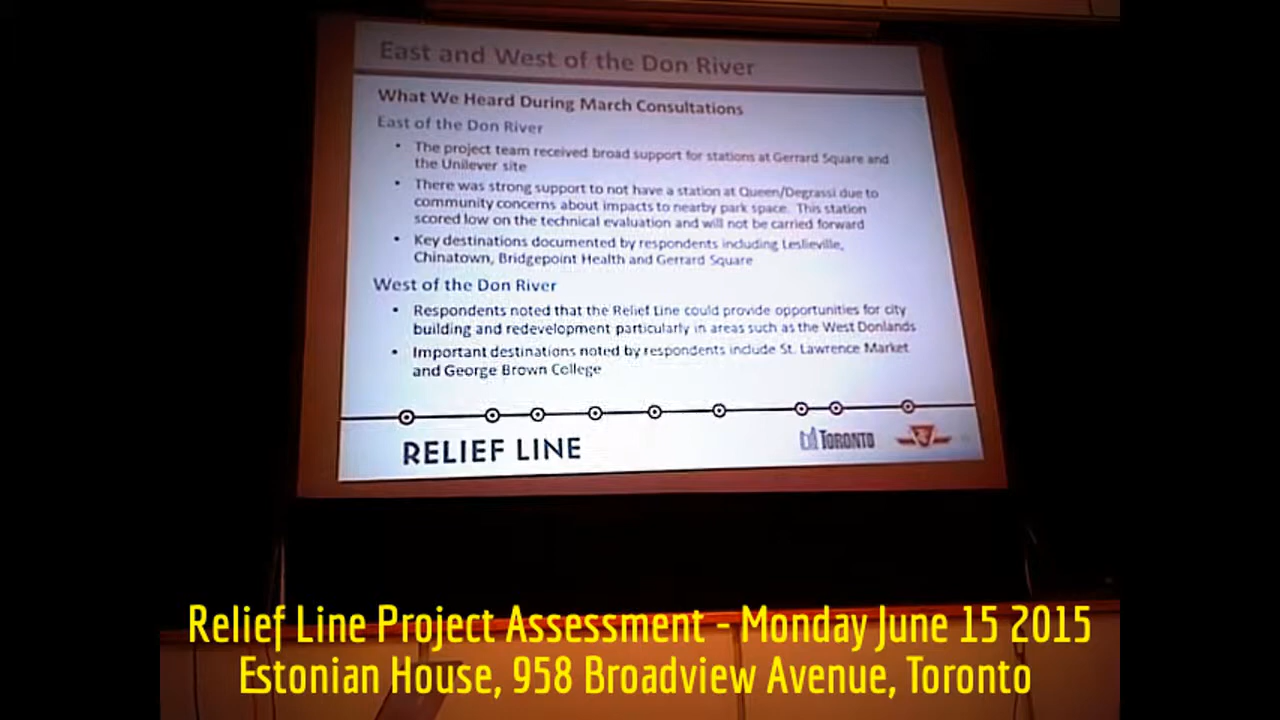 East and West of the Don River
What We Heard During March Consultations
East of the Don River
• The project team received broad support for stations at Gerrard Square and
the Unilever site
• There was strong support to not have a station at Queen/Degrassi due to
community concerns about impacts to nearby park space. This station
scored low on the technical evaluation and will not be carried forward
• Key destinations documented by respondents including Leslieville,
Chinatown, Bridgepoint Health and Gerrard Square
West of the Don River
• Respondents noted that the Relief Line could provide opportunities for city
building and redevelopment particularly in areas such as the West Donlands
• Important destinations noted by respondents include St. Lawrence Market
and George Brown College
RELIEF LINE
TORONTO
Relief Line Project Assessment - Monday June 15 2015
Estonian House, 958 Broadview Avenue, Toronto